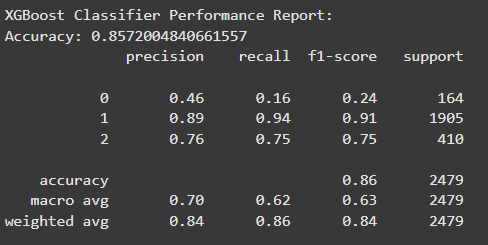 XGBoost Classifier Performance Report:
Accuracy: 0.8572004840661557
precision recall f1-score support
0 0.46 0.16 0.24 164
1 0.89 0.94 0.91 1905
2 0.76 0.75 0.75 410
accuracy 0.86 2479
macro avg 0.70 0.62 0.63 2479
weighted avg 0.84 0.86 0.84 2479